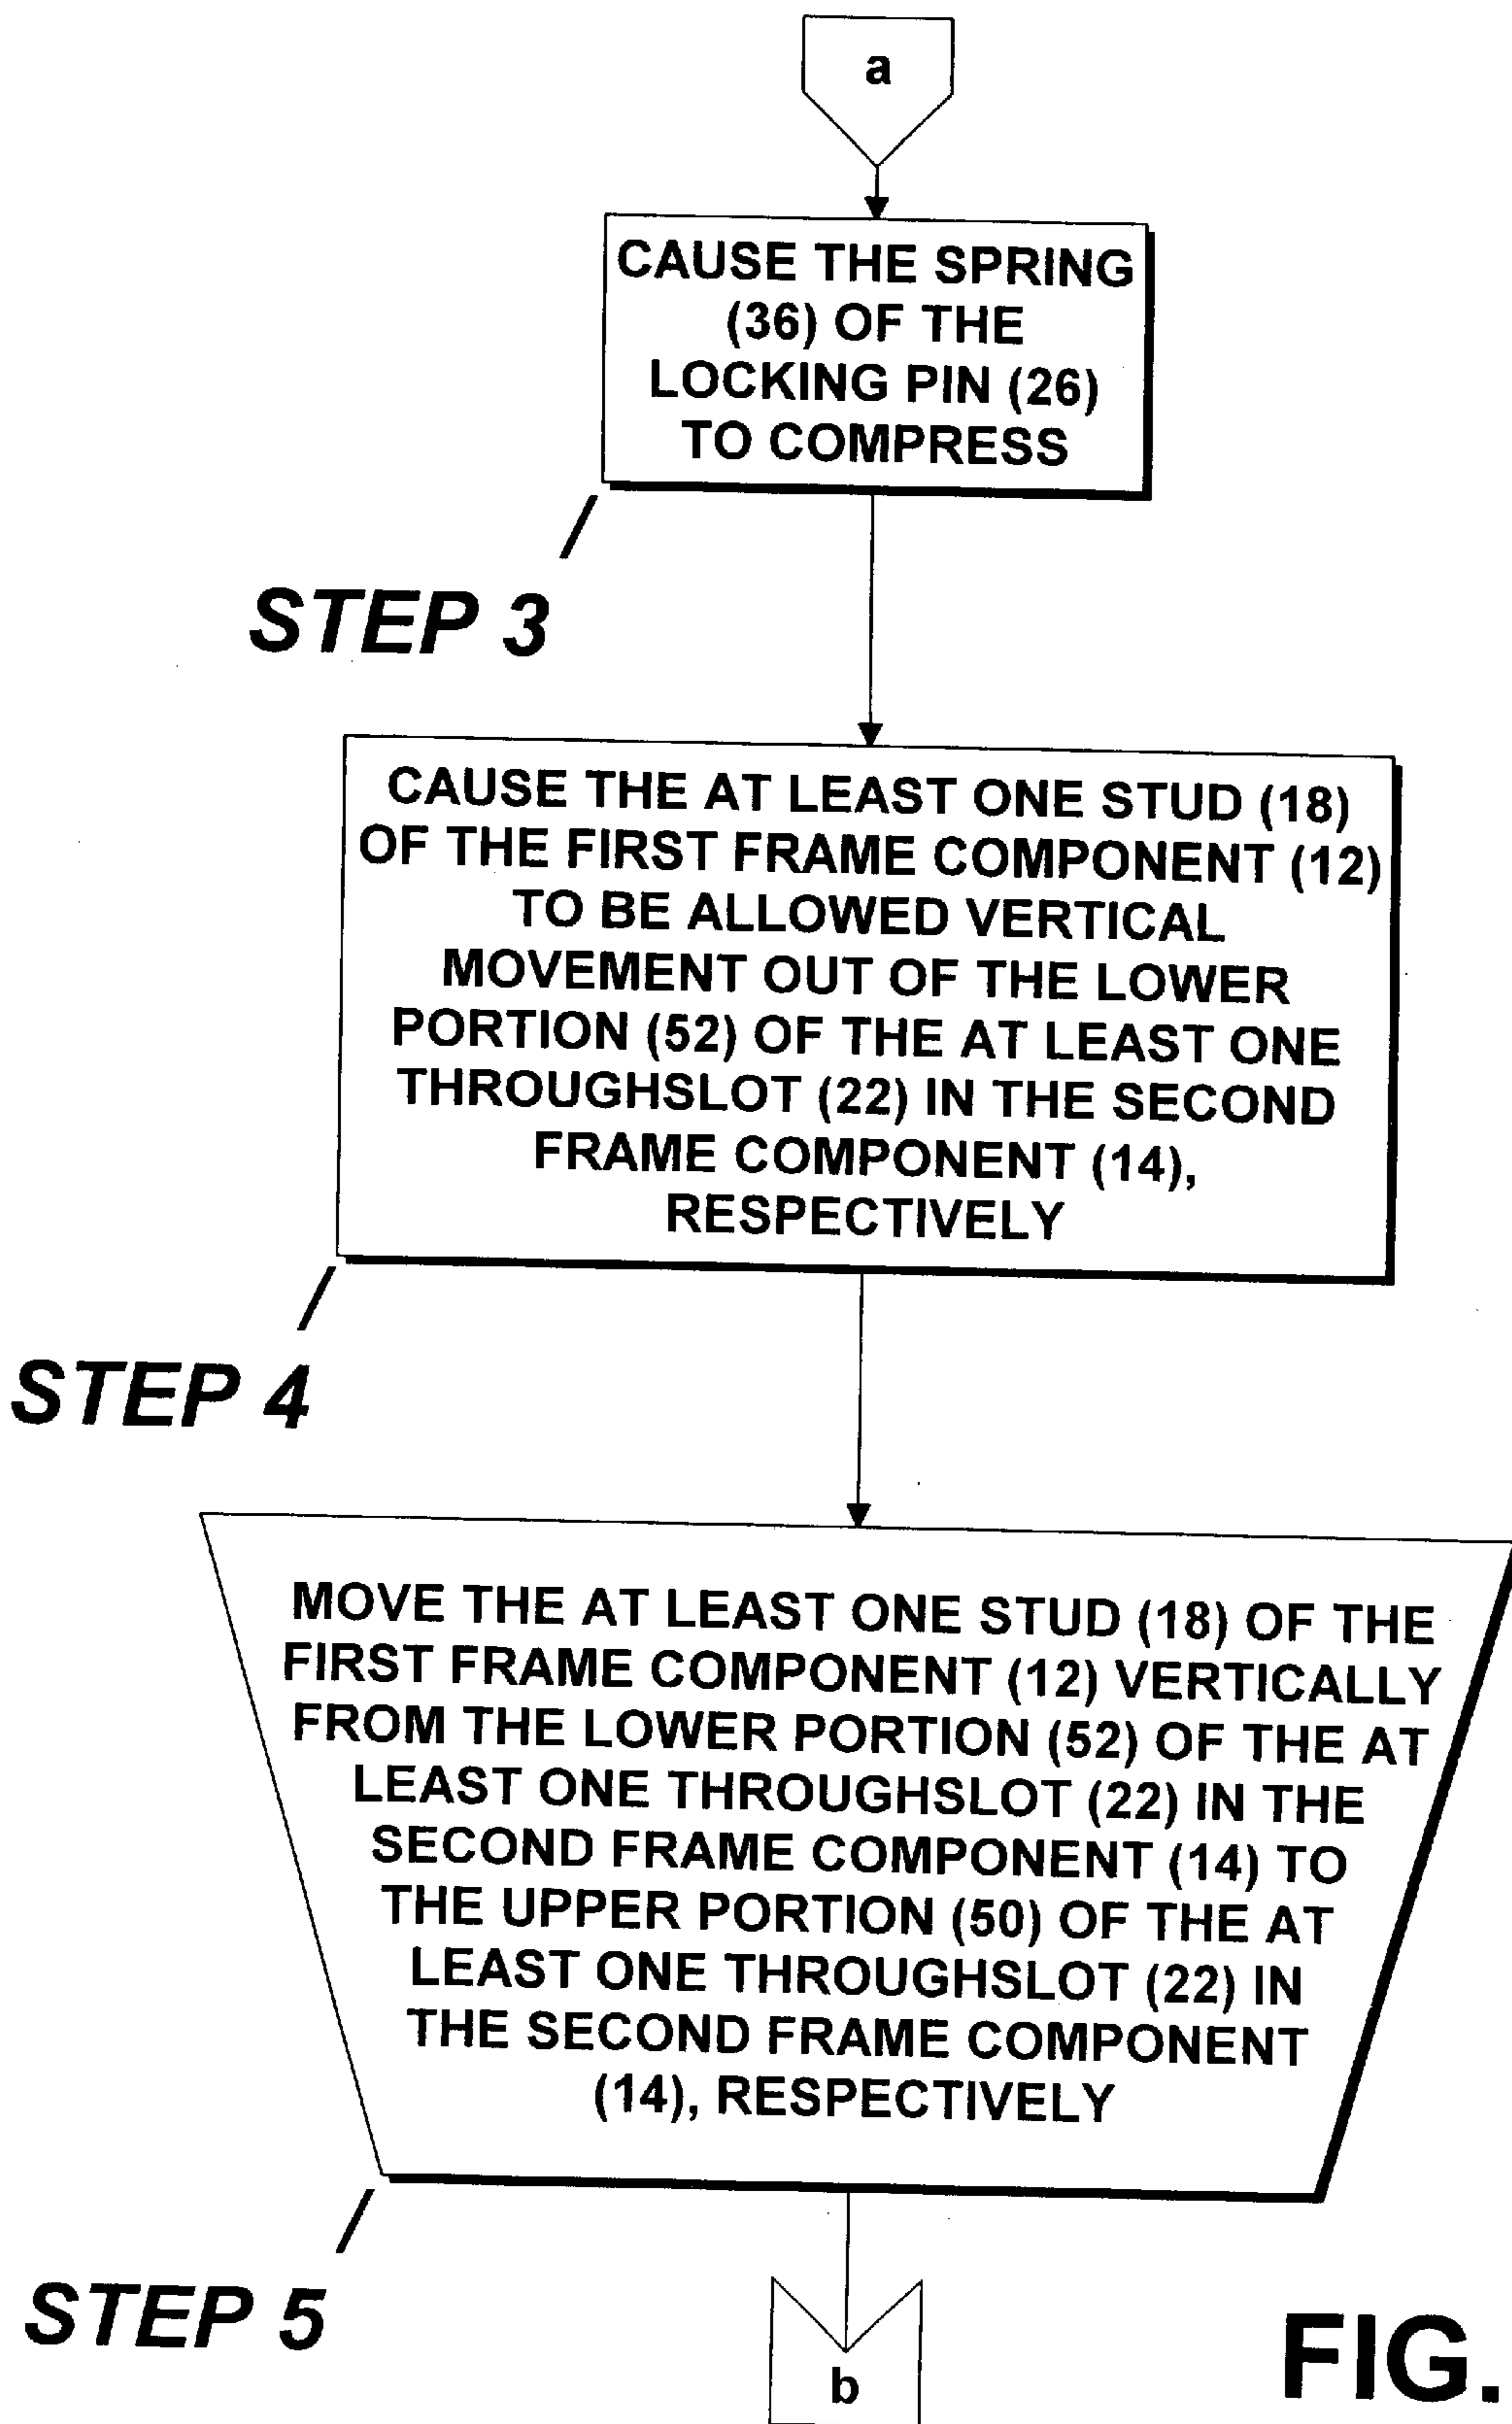 a
CAUSE THE SPRING
(36) OF THE
LOCKING PIN (26)
TO COMPRESS
STEP 3
CAUSE THE AT LEAST ONE STUD (18)
OF THE FIRST FRAME COMPONENT (12)
TO BE ALLOWED VERTICAL
MOVEMENT OUT OF THE LOWER
PORTION (52) OF THE AT LEAST ONE
THROUGHSLOT (22) IN THE SECOND
FRAME COMPONENT (14),
RESPECTIVELY
STEP 4
MOVE THE AT LEAST ONE STUD (18) OF THE
FIRST FRAME COMPONENT (12) VERTICALLY
FROM THE LOWER PORTION (52) OF THE AT
LEAST ONE THROUGHSLOT (22) IN THE
SECOND FRAME COMPONENT (14) TO
THE UPPER PORTION (50) OF THE AT
LEAST ONE THROUGHSLOT (22) IN
THE SECOND FRAME COMPONENT
(14), RESPECTIVELY
STEP 5
b
FIG.